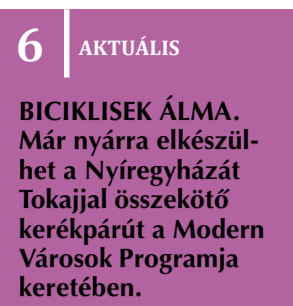 6 AKTUÁLIS
BICIKLISEK ÁLMA.
Már nyárra elkészül-
het a Nyíregyházát
Tokajjal összekötő
kerékpárút a Modern
Városok Programja
keretében.